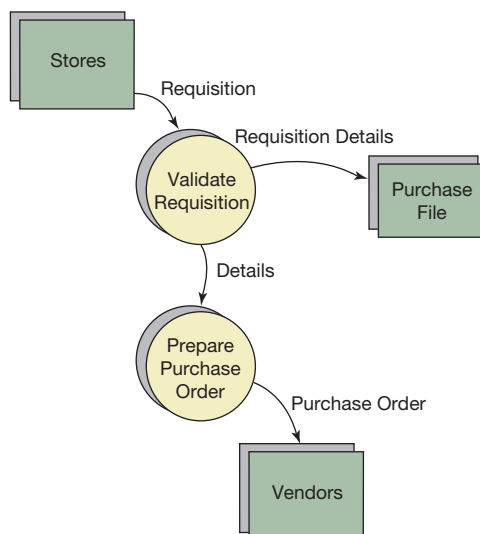 Stores
Requisition
Requisition Details
Validate
Requisition
Purchase
File
Details
Prepare
Purchase
Order
Purchase Order
Vendors